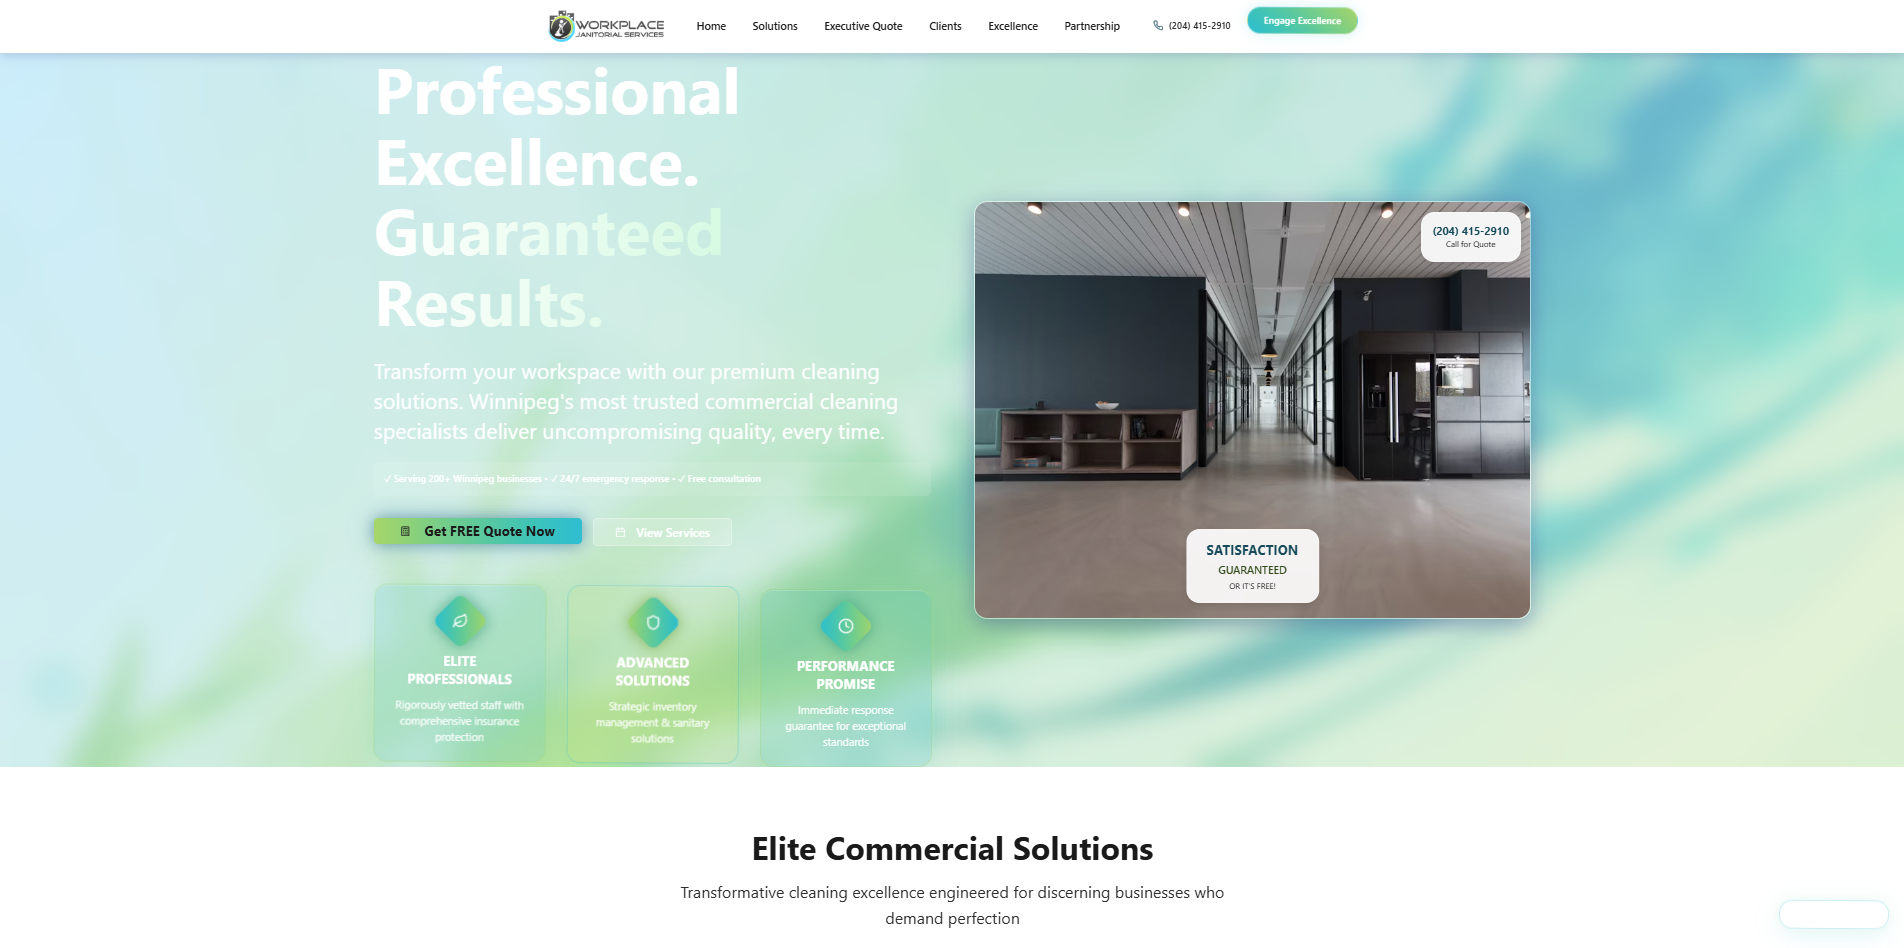 WORKPLACE
JANITORIAL SERVICES
Home
Solutions
Executive Quote
Clients
Excellence
Partnership
(204) 415-2910
Engage Excellence
Professional
Excellence.
Guaranteed
Results.
Transform your workspace with our premium cleaning
solutions. Winnipeg's most trusted commercial cleaning
specialists deliver uncompromising quality, every time.
✓ Serving 200+ Winnipeg businesses • ✓ 24/7 emergency response • ✓ Free consultation
Get FREE Quote Now
View Services
ELITE
PROFESSIONALS
Rigorously vetted staff with
comprehensive insurance
protection
ADVANCED
SOLUTIONS
Strategic inventory
management & sanitary
solutions
PERFORMANCE
PROMISE
Immediate response
guarantee for exceptional
standards
(204) 415-2910
Call for Quote
SATISFACTION
GUARANTEED
OR IT'S FREE!
Elite Commercial Solutions
Transformative cleaning excellence engineered for discerning businesses who
demand perfection